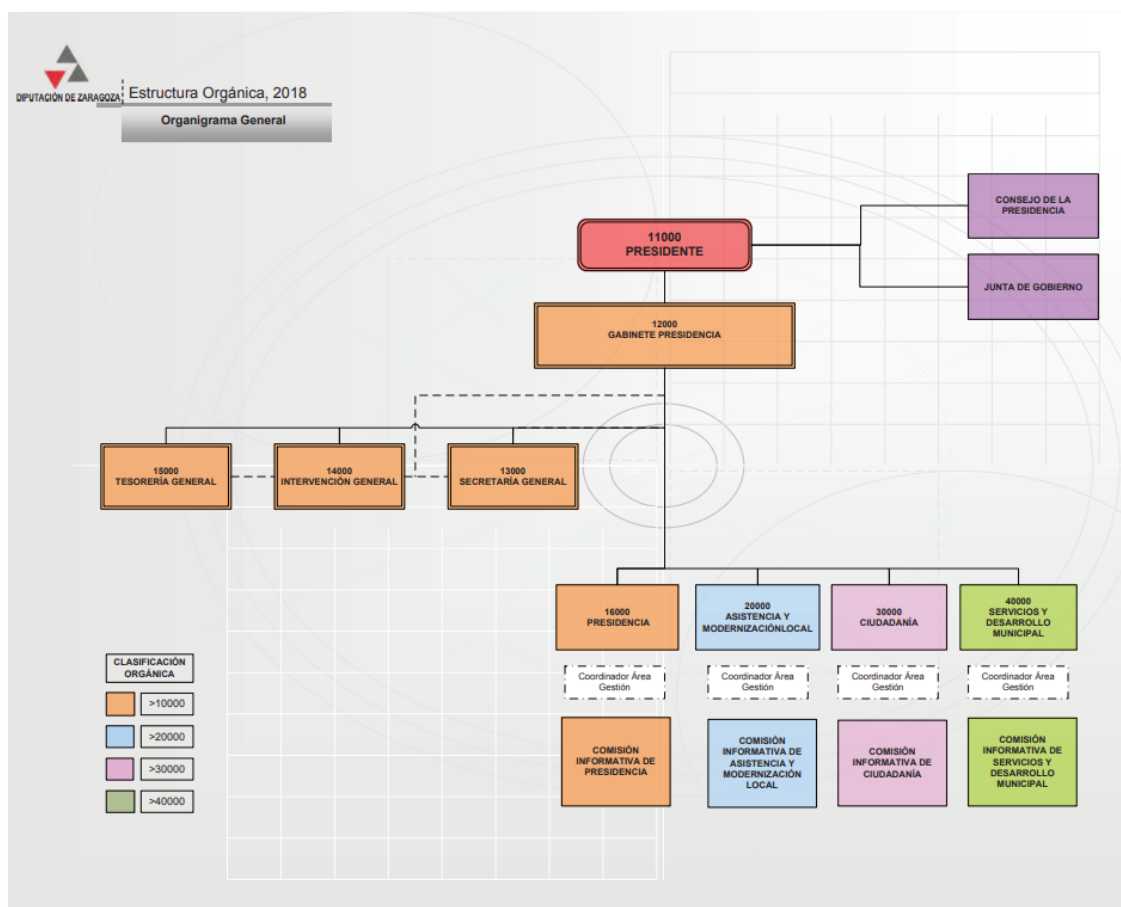 DIPUTACIÓN DE ZARAGOZA
Estructura Orgánica, 2018
Organigrama General
CONSEJO DE LA
PRESIDENCIA
11000
PRESIDENTE
JUNTA DE GOBIERNO
12000
GABINETE PRESIDENCIA
15000
TESORERÍA GENERAL
14000
INTERVENCIÓN GENERAL
13000
SECRETARÍA GENERAL
16000
PRESIDENCIA
20000
ASISTENCIA Y
MODERNIZACIÓNLOCAL
30000
CIUDADANÍA
40000
SERVICIOS Y
DESARROLLO
MUNICIPAL
Coordinador Área
Gestión
Coordinador Área
Gestión
Coordinador Área
Gestión
Coordinador Área
Gestión
COMISIÓN
INFORMATIVA DE
PRESIDENCIA
COMISIÓN
INFORMATIVA DE
ASISTENCIA Y
MODERNIZACIÓN
LOCAL
COMISIÓN
INFORMATIVA DE
CIUDADANÍA
COMISIÓN
INFORMATIVA DE
SERVICIOS Y
DESARROLLO
MUNICIPAL
CLASIFICACIÓN
ORGÁNICA
>10000
>20000
>30000
>40000